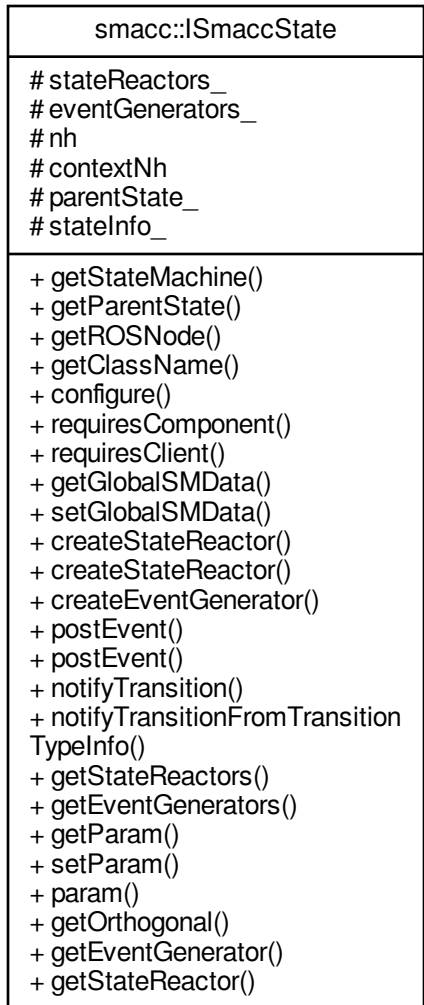 smacc::ISmaccState
# stateReactors_
# eventGenerators_
# nh
# contextNh
# parentState_
# stateInfo_
+ getStateMachine()
+ getParentState()
+ getROSNode()
+ getClassName()
+ configure()
+ requiresComponent()
+ requiresClient()
+ getGlobalSMData()
+ setGlobalSMData()
+ createStateReactor()
+ createStateReactor()
+ createEventGenerator()
+ postEvent()
+ postEvent()
+ notifyTransition()
+ notifyTransitionFromTransition
TypeInfo()
+ getStateReactors()
+ getEventGenerators()
+ getParam()
+ setParam()
+ param()
+ getOrthogonal()
+ getEventGenerator()
+ getStateReactor()